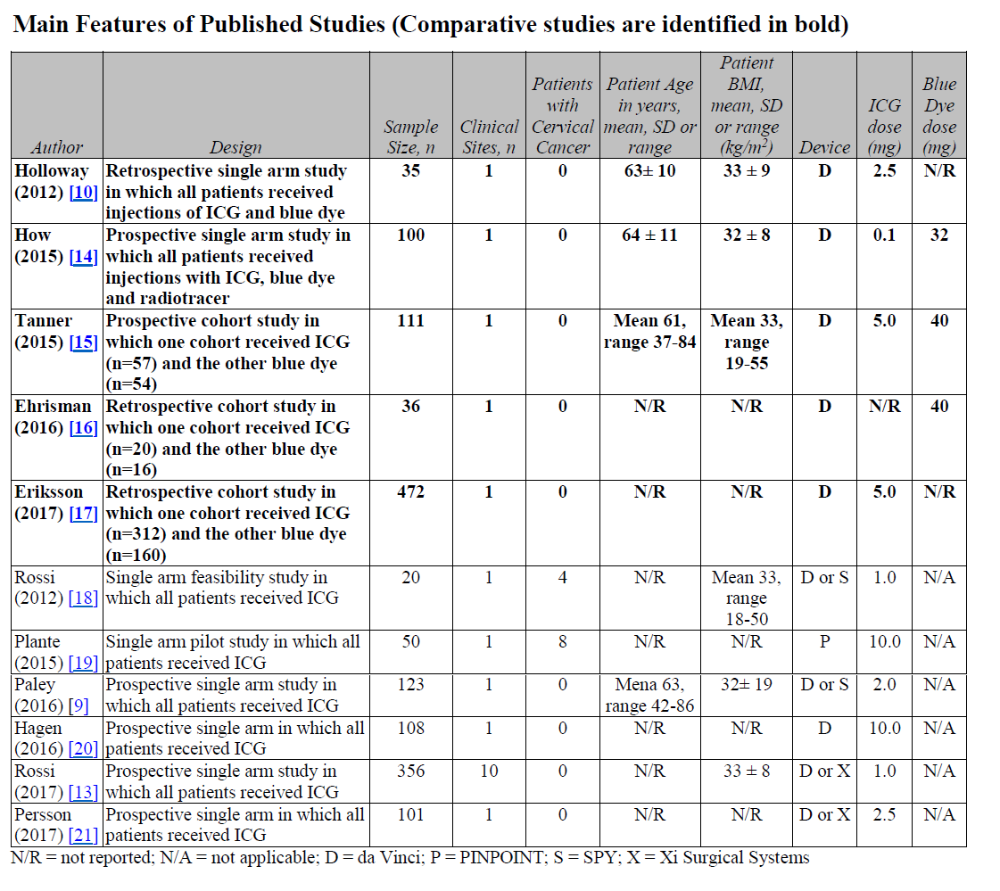 Main Features of Published Studies (Comparative studies are identified in bold)
Author
Design
Sample
Size, n
Clinical
Sites, n
Patients
with
Cervical
Cancer
Patient Age
in years,
mean, SD or
range
Patient
BMI,
mean, SD
or range
(kg/m²)
Device
ICG
dose
(mg)
Blue
Dye
dose
(mg)
Holloway
(2012) [10]
Retrospective single arm study
in which all patients received
injections of ICG and blue dye
35
1
0
63± 10
33 ± 9
D
2.5
N/R
How
(2015) [14]
Prospective single arm study in
which all patients received
injections with ICG, blue dye
and radiotracer
100
1
0
64 ± 11
32 ± 8
D
0.1
32
Tanner
(2015) [15]
Prospective cohort study in
which one cohort received ICG
(n=57) and the other blue dye
(n=54)
111
1
0
Mean 61,
range 37-84
Mean 33,
range
19-55
D
5.0
40
Ehrisman
(2016) [16]
Retrospective cohort study in
which one cohort received ICG
(n=20) and the other blue dye
(n=16)
36
1
0
N/R
N/R
D
N/R
40
Eriksson
(2017) [17]
Retrospective cohort study in
which one cohort received ICG
(n=312) and the other blue dye
(n=160)
472
1
0
N/R
N/R
D
5.0
N/R
Rossi
(2012) [18]
Single arm feasibility study in
which all patients received ICG
20
1
4
N/R
Mean 33,
range
18-50
D or S
1.0
N/A
Plante
(2015) [19]
Single arm pilot study in which all
patients received ICG
50
1
8
N/R
N/R
P
10.0
N/A
Paley
(2016) [9]
Prospective single arm study in
which all patients received ICG
123
1
0
Mena 63,
range 42-86
32± 19
D or S
2.0
N/A
Hagen
(2016) [20]
Prospective single arm in which all
patients received ICG
108
1
0
N/R
N/R
D
10.0
N/A
Rossi
(2017) [13]
Prospective single arm study in
which all patients received ICG
356
10
0
N/R
33 ± 8
D or X
1.0
N/A
Persson
(2017) [21]
Prospective single arm in which all
patients received ICG
101
1
0
N/R
N/R
D or X
2.5
N/A
N/R = not reported; N/A = not applicable; D = da Vinci; P = PINPOINT; S = SPY; X = Xi Surgical Systems